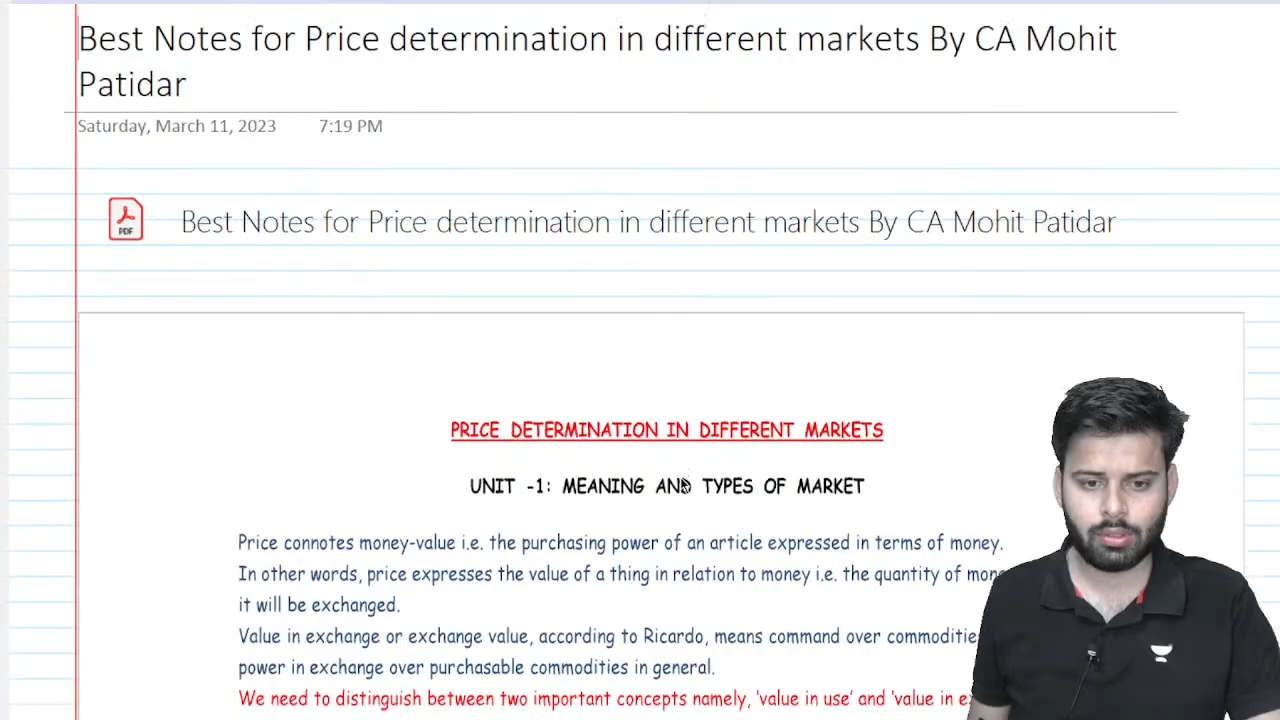 Best Notes for Price determination in different markets By CA Mohit
Patidar
Saturday, March 11, 2023 7:19 PM
PDF
Best Notes for Price determination in different markets By CA Mohit Patidar
PRICE DETERMINATION IN DIFFERENT MARKETS
UNIT -1: MEANING AND TYPES OF MARKET
Price connotes money-value i.e. the purchasing power of an article expressed in terms of money.
In other words, price expresses the value of a thing in relation to money i.e. the quantity of
it will be exchanged.
Value in exchange or exchange value, according to Ricardo, means command over
power in exchange over purchasable commodities in general.
We need to distinguish between two important concepts namely, 'value in use' and 'value in